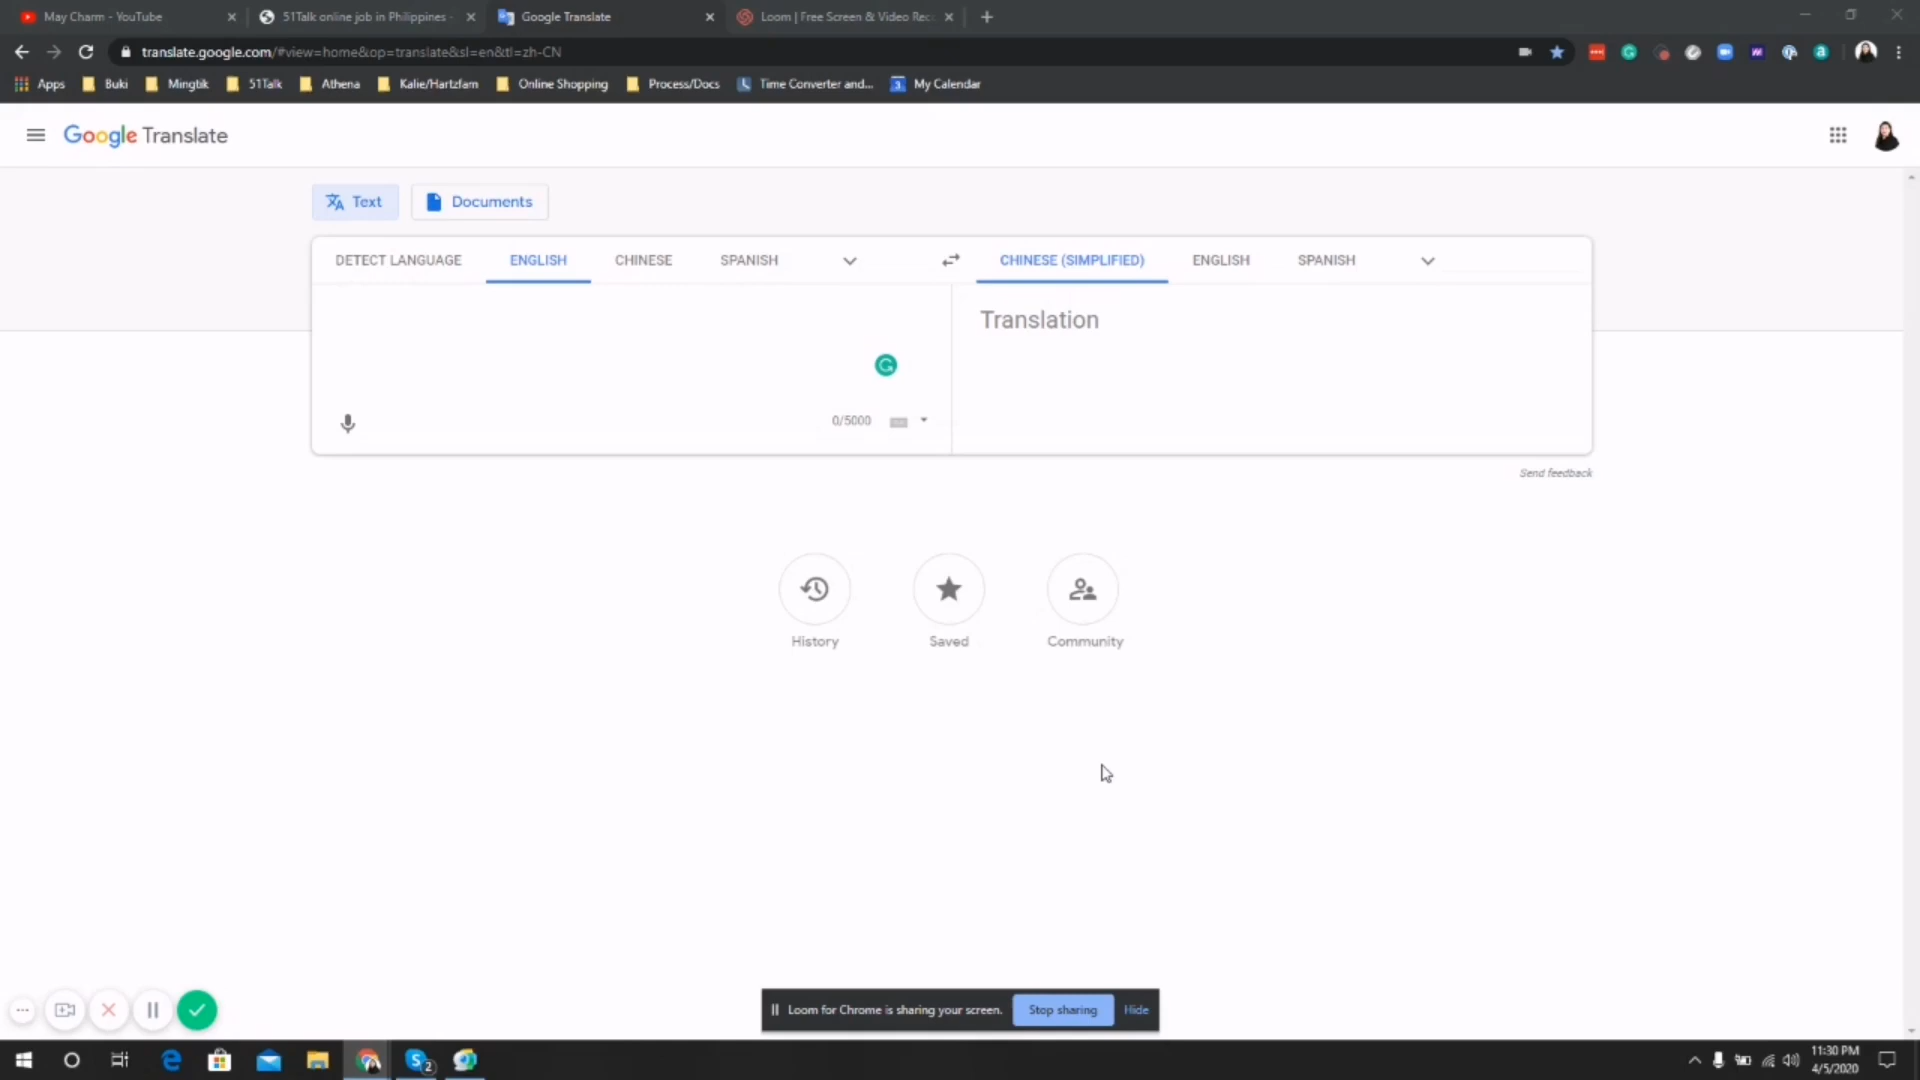 May Charm - YouTube
51Talk online job in Philippines -
Google Translate
Loom | Free Screen & Video Rec
translate.google.com/#view=home&op=translate&sl=en&tl=zh-CN
Apps
Buki
Mingtik
51Talk
Athena
Kalie/Hartzfam
Online Shopping
Process/Docs
Time Converter and...
My Calendar
Google Translate
Text
Documents
DETECT LANGUAGE
ENGLISH
CHINESE
SPANISH
CHINESE (SIMPLIFIED)
ENGLISH
SPANISH
Translation
0/5000
Send feedback
History
Saved
Community
Loom for Chrome is sharing your screen.
Stop sharing
Hide
11:30 PM
4/5/2020